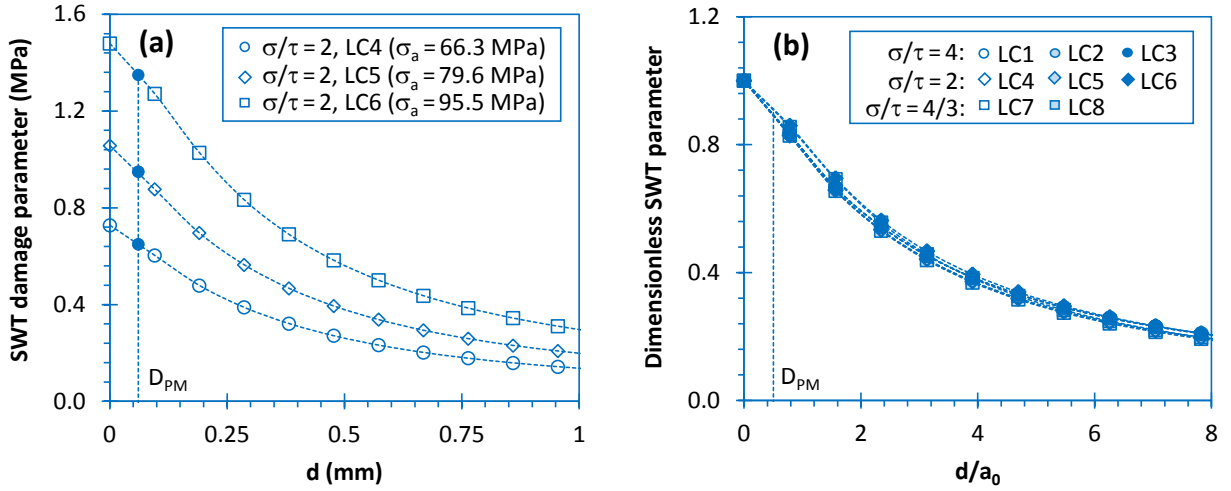 (a)
σ/τ = 2, LC4 (σa = 66.3 MPa)
σ/τ = 2, LC5 (σa = 79.6 MPa)
σ/τ = 2, LC6 (σa = 95.5 MPa)
SWT damage parameter (MPa)
1.6
1.2
0.8
0.4
0.0
DPM
0 0.25 0.5 0.75 1
d (mm)
(b)
σ/τ = 4: LC1 LC2 LC3
σ/τ = 2: LC4 LC5 LC6
σ/τ = 4/3: LC7 LC8
Dimensionless SWT parameter
1.2
0.8
0.4
0.0
DPM
0 2 4 6 8
d/a0